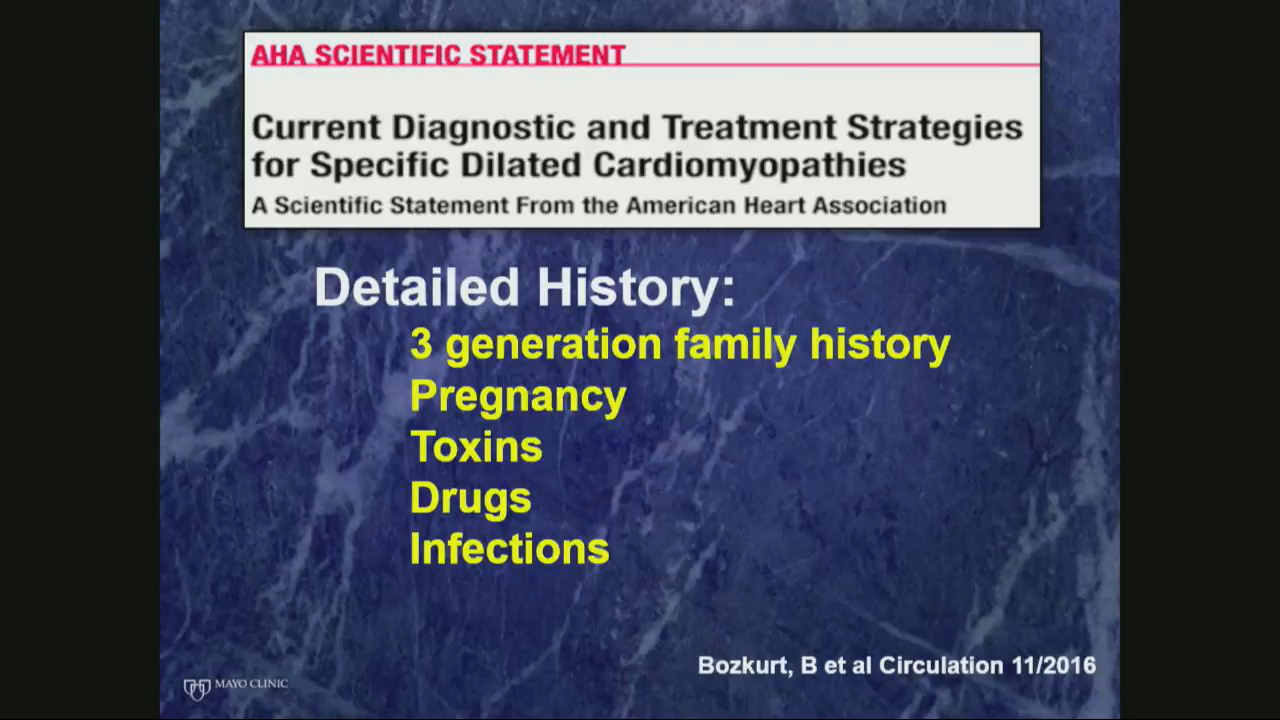 AHA SCIENTIFIC STATEMENT
Current Diagnostic and Treatment Strategies
for Specific Dilated Cardiomyopathies
A Scientific Statement From the American Heart Association
Detailed History:
3 generation family history
Pregnancy
Toxins
Drugs
Infections
Bozkurt, B et al Circulation 11/2016
MAYO CLINIC